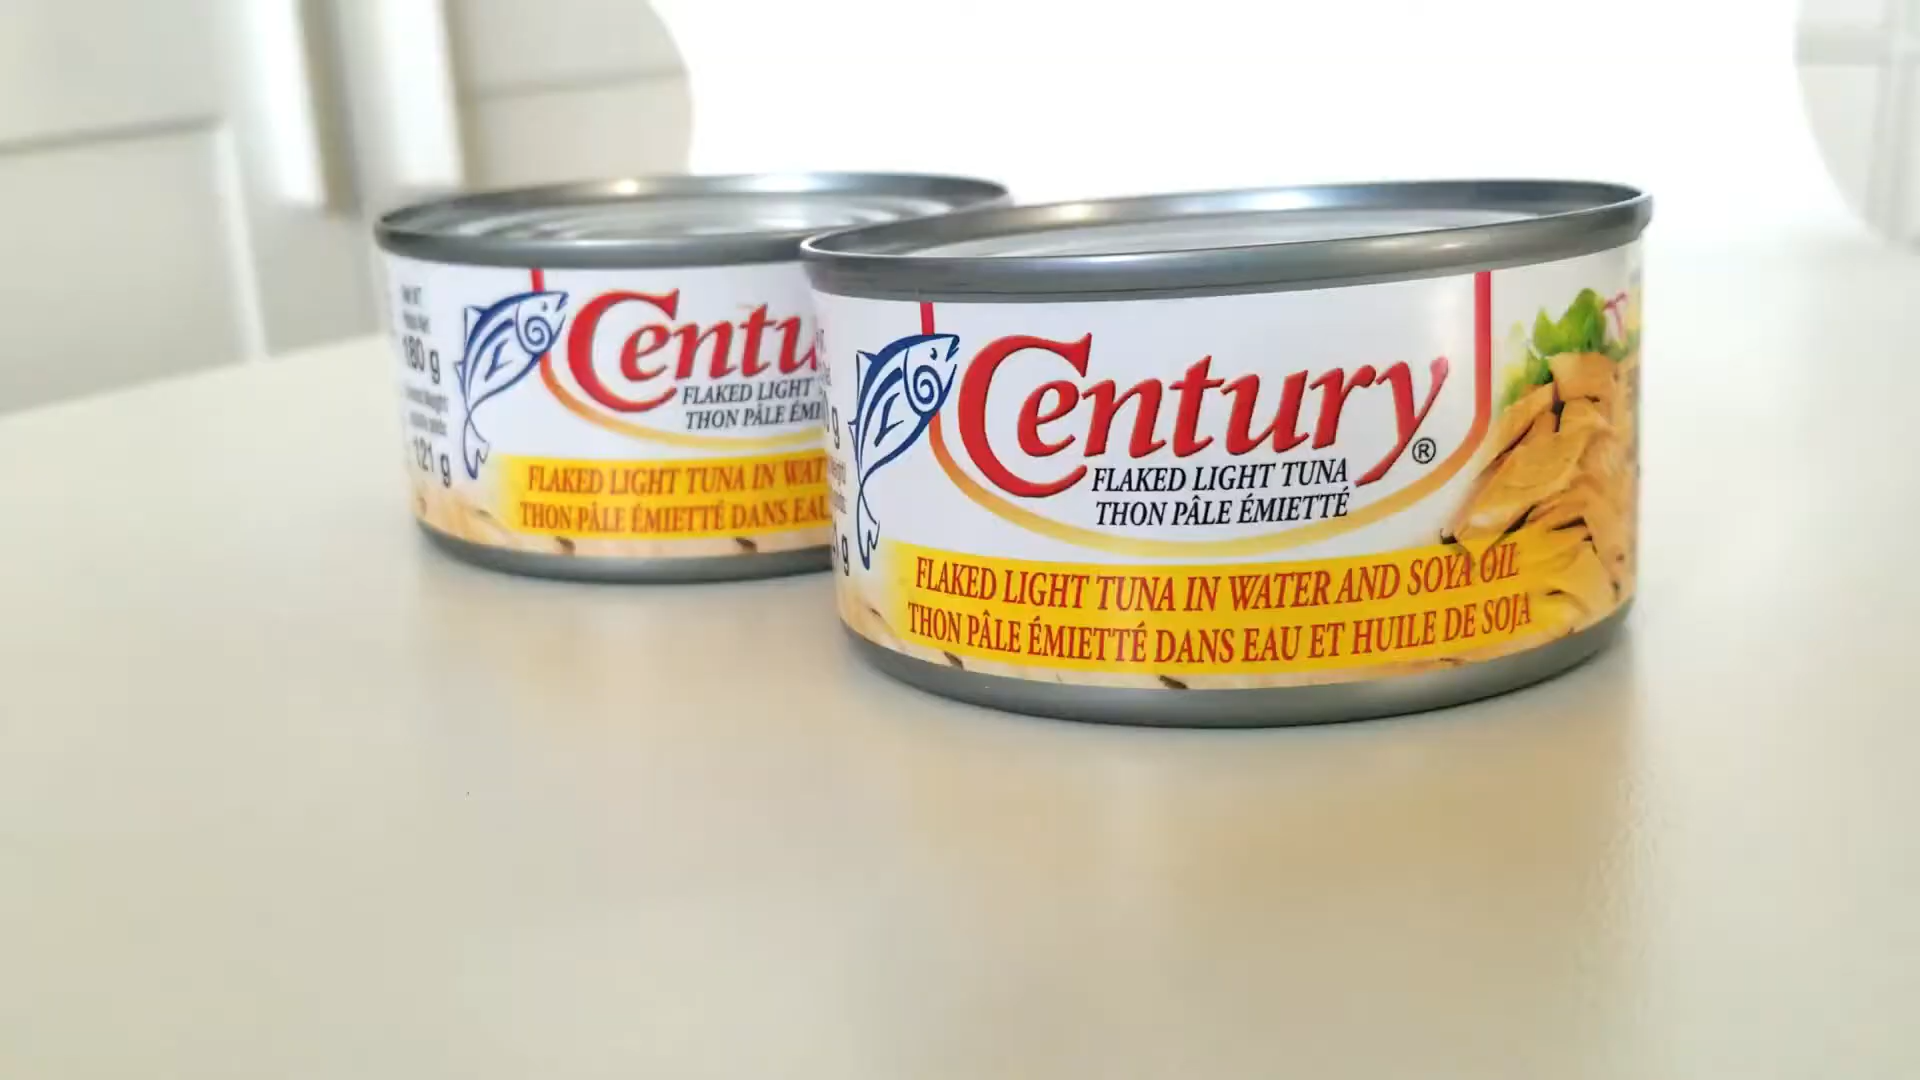 180 g
121 g
Centu
FLAKED LIGHT
THON PÂLE ÉMI
FLAKED LIGHT TUNA IN WAT
THON PÂLE ÉMIETTÉ DANS EAU
Century®
FLAKED LIGHT TUNA
THON PÂLE ÉMIETTÉ
FLAKED LIGHT TUNA IN WATER AND SOYA OIL
THON PÂLE ÉMIETTÉ DANS EAU ET HUILE DE SOJA